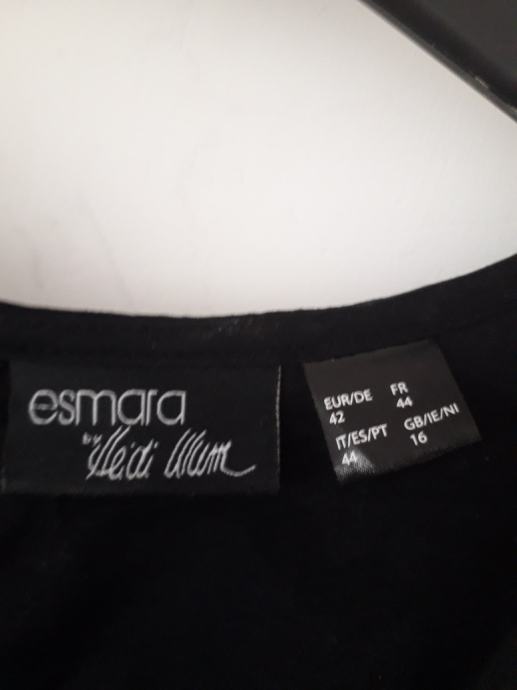 esmara
by Heidi Klum
EUR/DE
42
FR
44
IT/ES/PT
44
GB/IE/NI
16